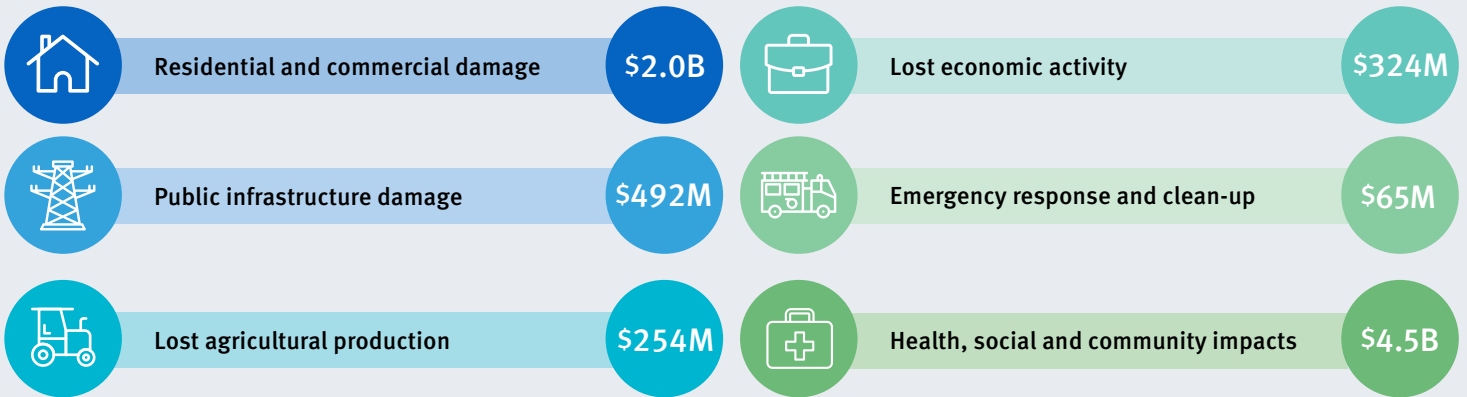 Residential and commercial damage $2.0B
Lost economic activity $324M
Public infrastructure damage $492M
Emergency response and clean-up $65M
Lost agricultural production $254M
Health, social and community impacts $4.5B